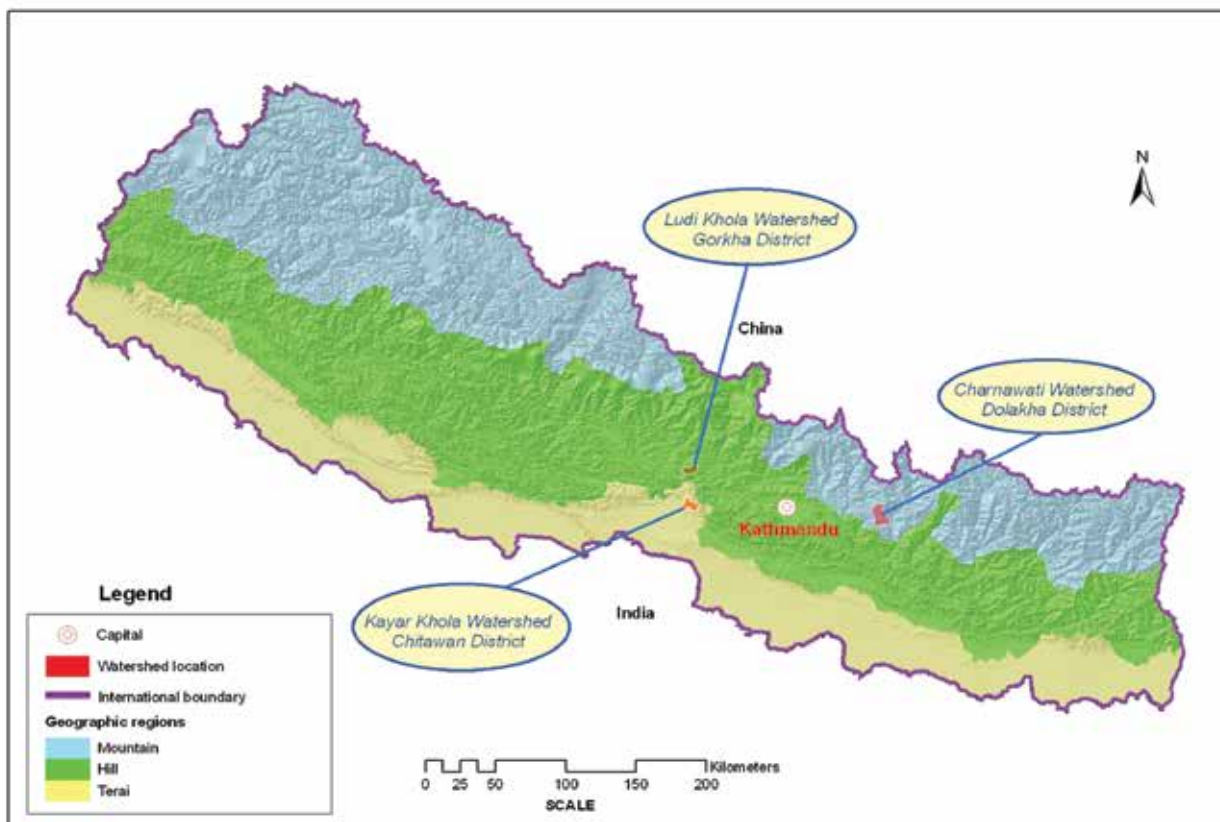 N
Ludi Khola Watershed
Gorkha District
China
Charnawati Watershed
Dolakha District
Kathmandu
Kayar Khola Watershed
Chitawan District
India
Legend
Capital
Watershed location
International boundary
Geographic regions
Mountain
Hill
Terai
Kilometers
0 25 50 100 150 200
SCALE